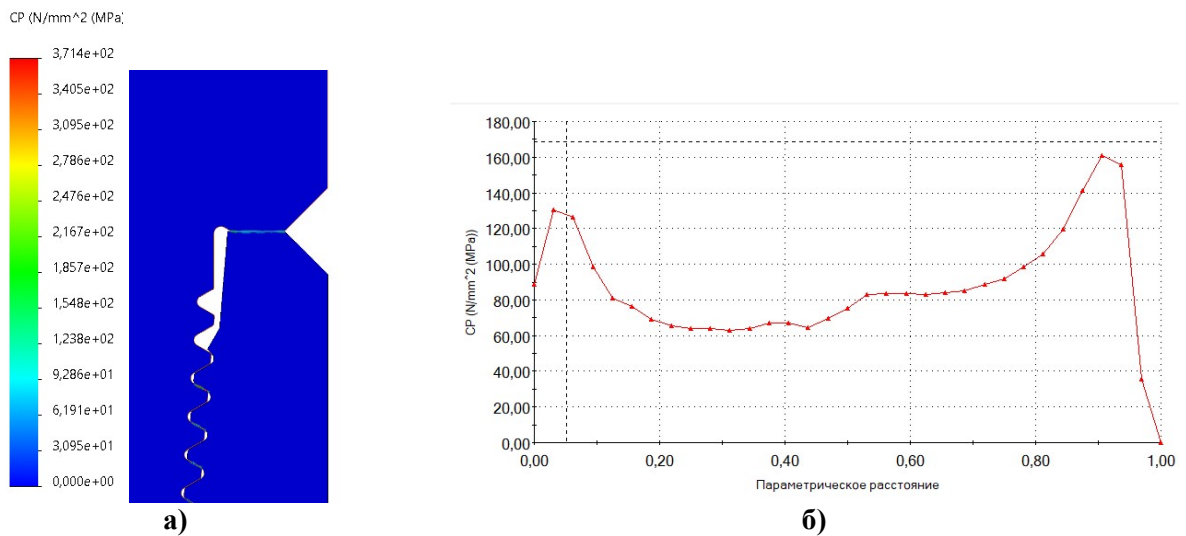 CP (N/mm^2 (MPa)
3,714e+02
3,405e+02
3,095e+02
2,786e+02
2,476e+02
2,167e+02
1,857e+02
1,548e+02
1,238e+02
9,286e+01
6,191e+01
3,095e+01
0,000e+00
а)
CP (N/mm^2 (MPa))
180,00
160,00
140,00
120,00
100,00
80,00
60,00
40,00
20,00
0,00
0,00 0,20 0,40 0,60 0,80 1,00
Параметрическое расстояние
б)